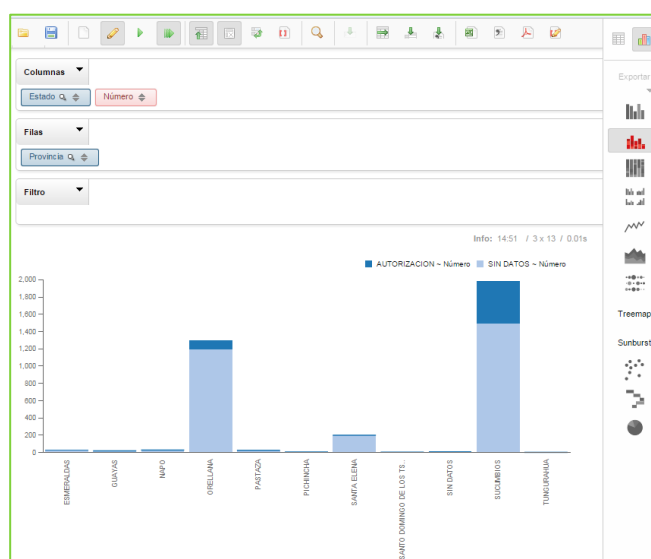 Columnas
Estado Número
Filas
Provincia
Filtro
Exportar
Info: 14:51 / 3 x 13 / 0.01s
AUTORIZACION ~ Número SIN DATOS ~ Número
2,000
1,800
1,600
1,400
1,200
1,000
800
600
400
200
0
ESMERALDAS
GUAYAS
NAPO
ORELLANA
PASTAZA
PICHINCHA
SANTA ELENA
SANTO DOMINGO DE LOS TS...
SIN DATOS
SUCUMBIOS
TUNGURAHUA
Treemap
Sunburst